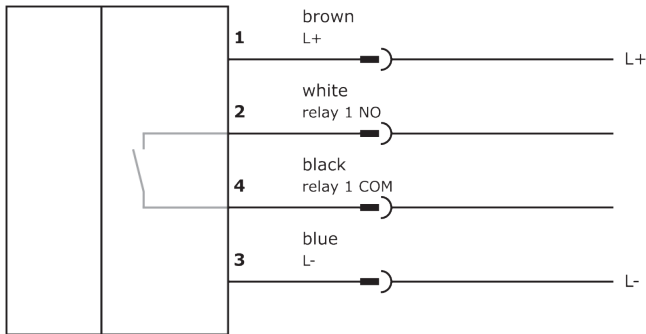 brown
1
L+
L+
white
2
relay 1 NO
black
4
relay 1 COM
blue
3
L-
L-